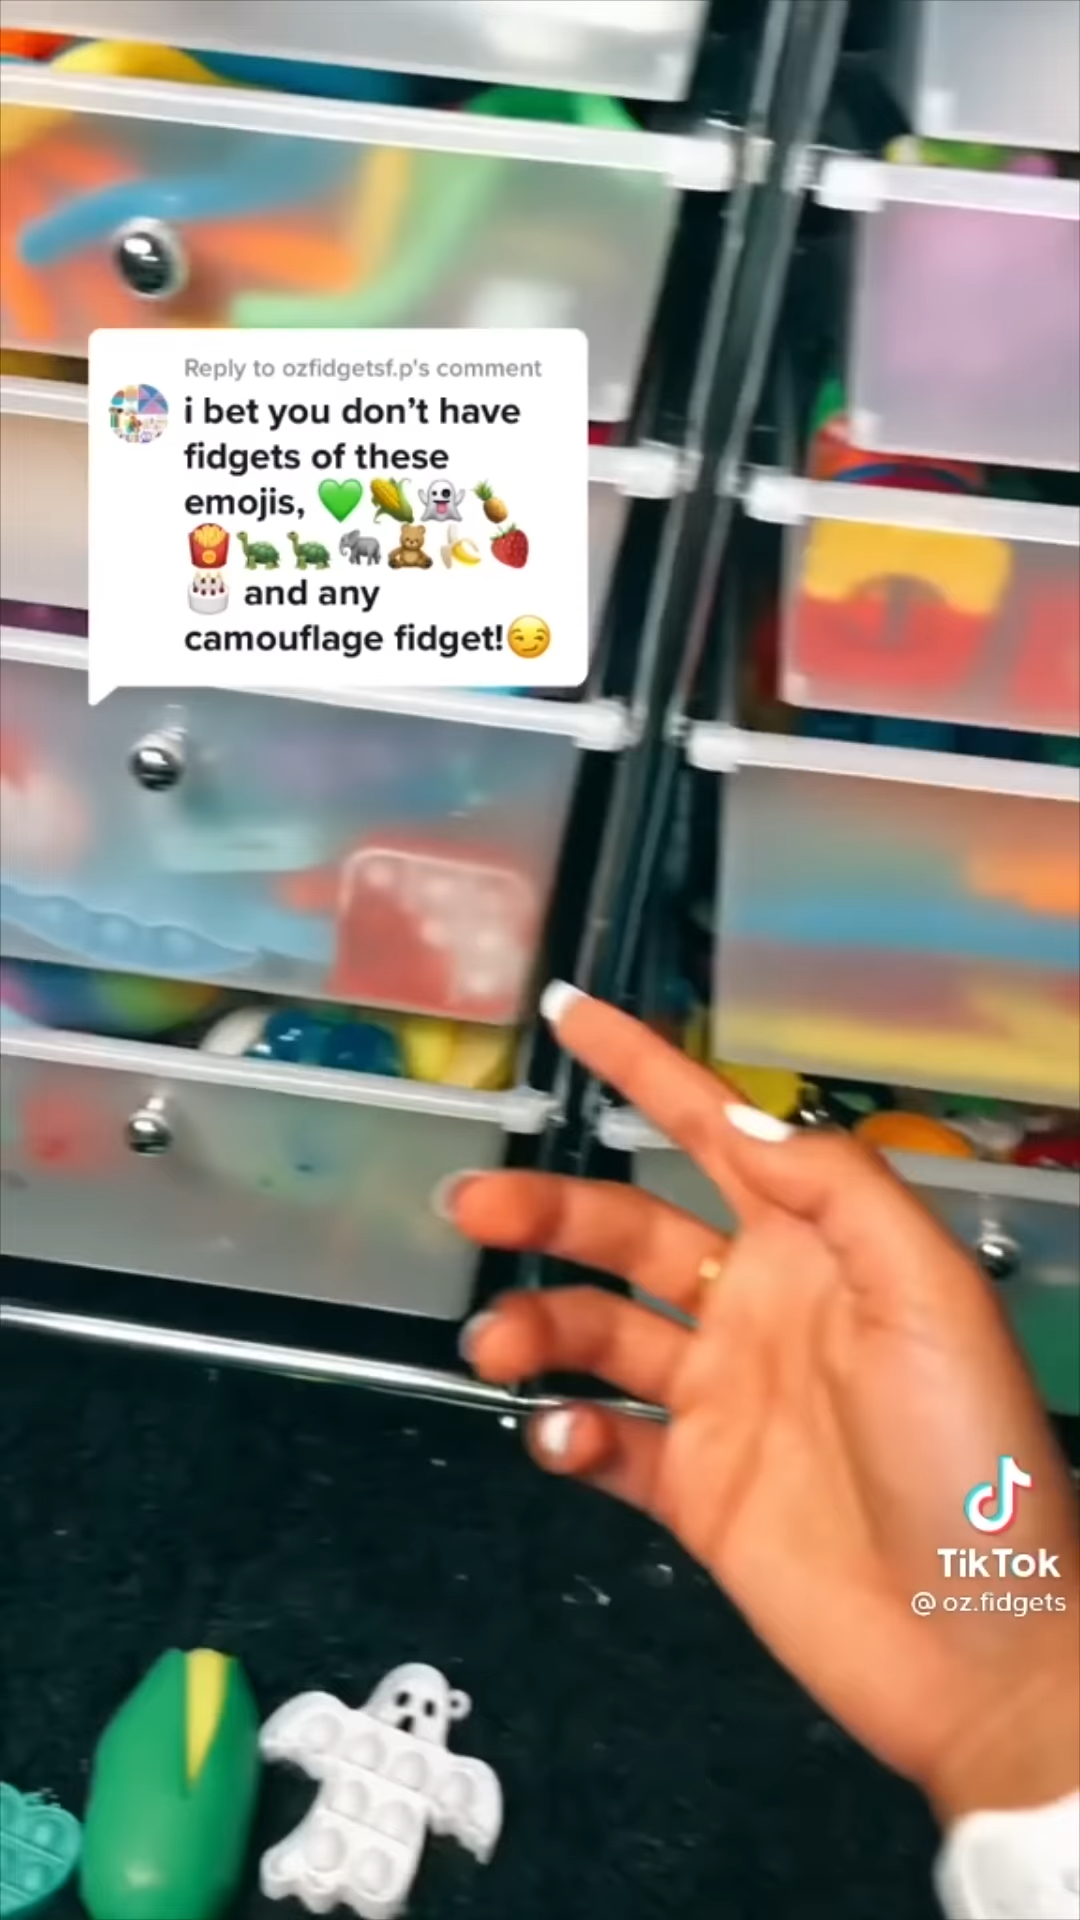 Reply to ozfidgetsf.p's comment
i bet you don’t have
fidgets of these
emojis, 💚🌽👻🍍
🍟🐢🐢🐘🧸🍌🍓
🎂 and any
camouflage fidget!😏
TikTok
@oz.fidgets